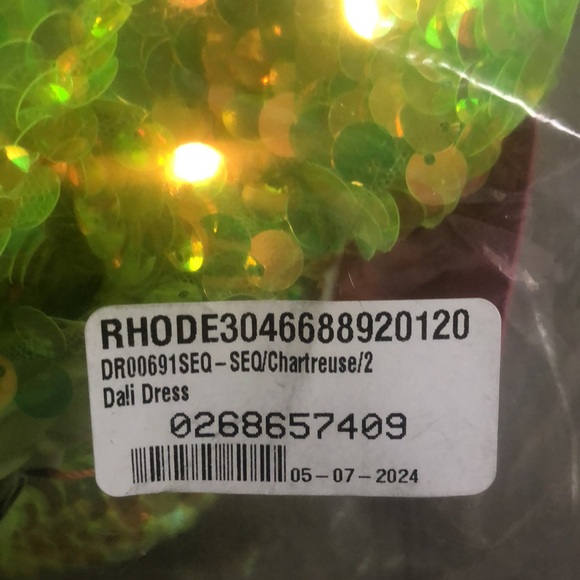 RHODE3046688920120
DR00691SEQ - SEQ/Chartreuse/2
Dali Dress
0268657409
05-07-2024